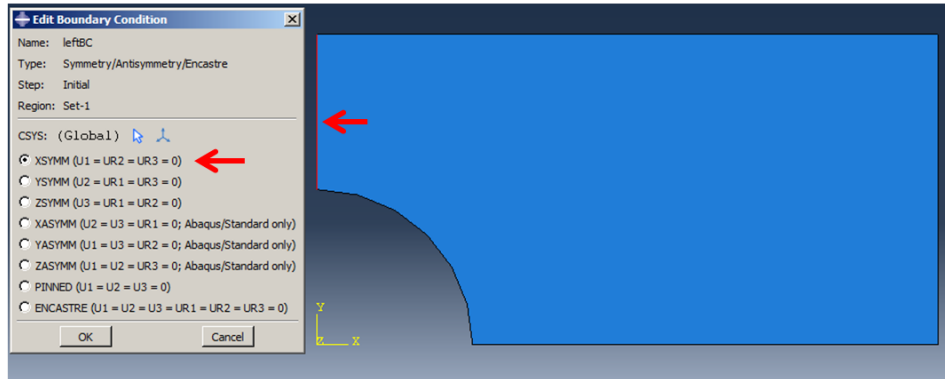 Edit Boundary Condition
Name: leftBC
Type: Symmetry/Antisymmetry/Encastre
Step: Initial
Region: Set-1
CSYS: (Global)
XSYMM (U1 = UR2 = UR3 = 0)
YSYMM (U2 = UR1 = UR3 = 0)
ZSYMM (U3 = UR1 = UR2 = 0)
XASYMM (U2 = U3 = UR1 = 0; Abaqus/Standard only)
YASYMM (U1 = U3 = UR2 = 0; Abaqus/Standard only)
ZASYMM (U1 = U2 = UR3 = 0; Abaqus/Standard only)
PINNED (U1 = U2 = U3 = 0)
ENCASTRE (U1 = U2 = U3 = UR1 = UR2 = UR3 = 0)
OK Cancel
Y
Z X